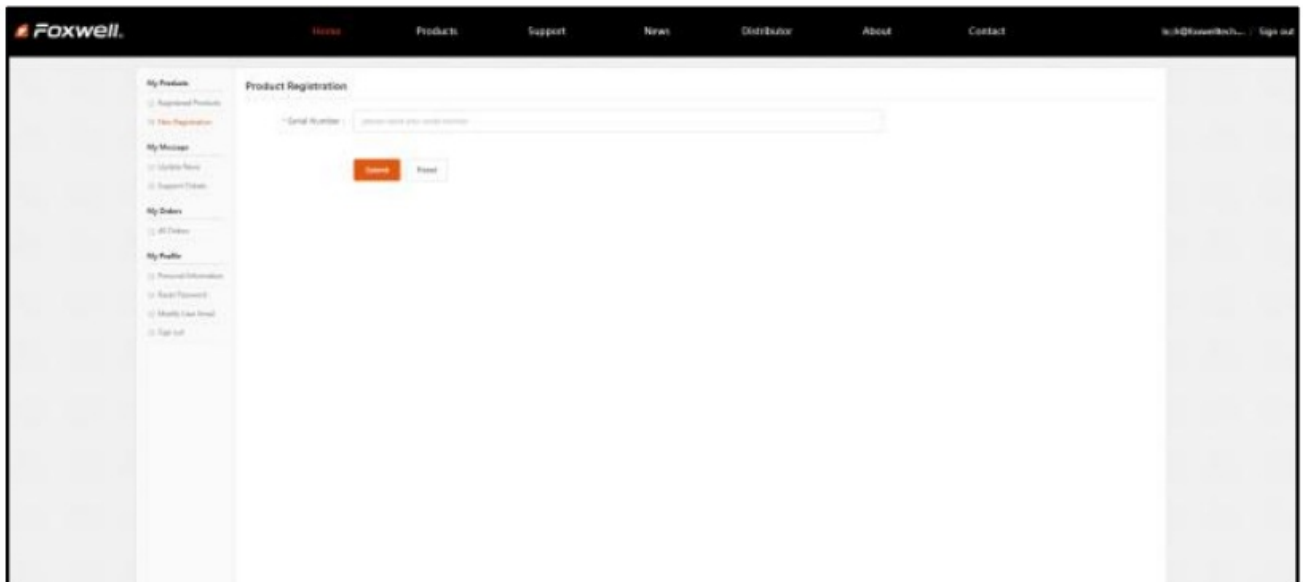 Foxwell.
Home Products Support News Distributor About Contact Sign out
My Products
Registered Products
New Registration
My Message
Update News
Support Tickets
My Orders
All Orders
My Profile
Personal Information
Reset Password
Modify User Email
Sign out
Product Registration
* Serial Number :
Submit Reset